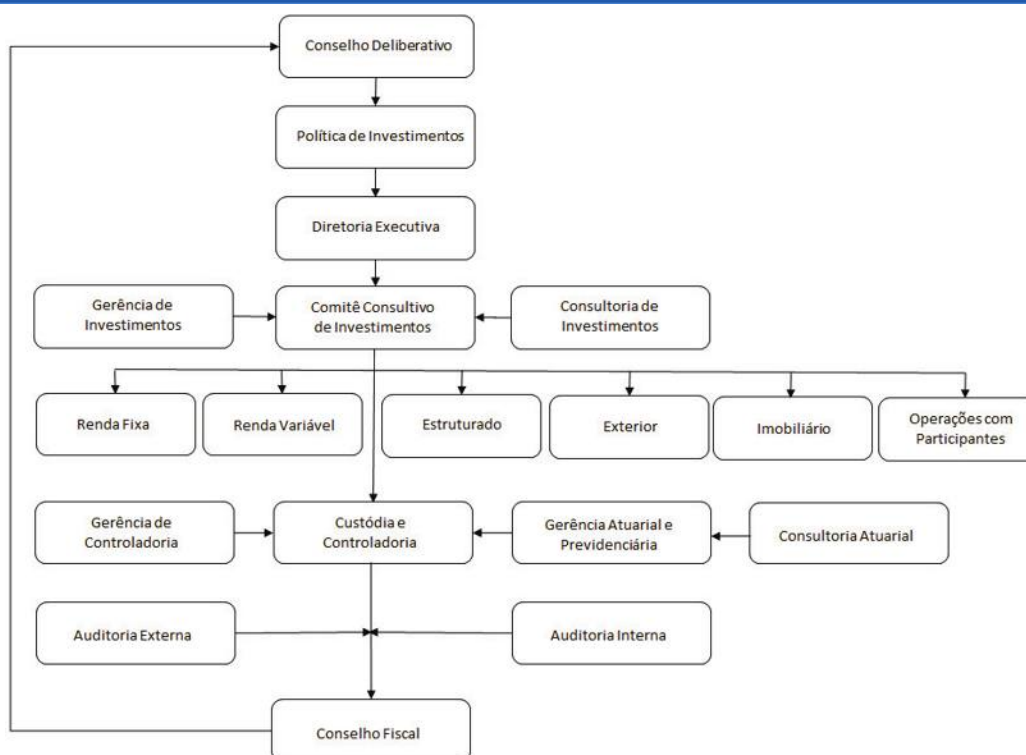 Conselho Deliberativo
Política de Investimentos
Diretoria Executiva
Gerência de
Investimentos
Comitê Consultivo
de Investimentos
Consultoria de
Investimentos
Renda Fixa
Renda Variável
Estruturado
Exterior
Imobiliário
Operações com
Participantes
Gerência de
Controladoria
Custódia e
Controladoria
Gerência Atuarial e
Previdenciária
Consultoria Atuarial
Auditoria Externa
Auditoria Interna
Conselho Fiscal